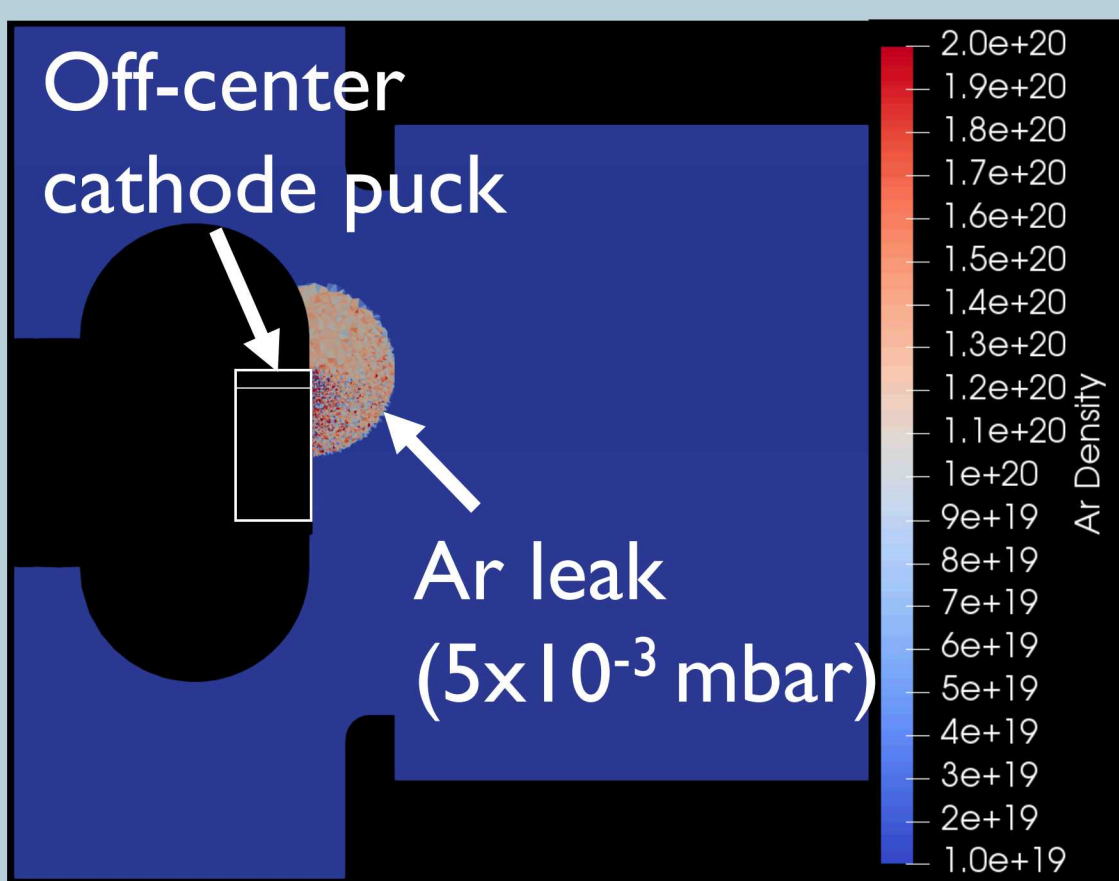 Off-center
cathode puck
Ar leak
(5x10⁻³ mbar)
2.0e+20
1.9e+20
1.8e+20
1.7e+20
1.6e+20
1.5e+20
1.4e+20
1.3e+20
1.2e+20
1.1e+20
1e+20
9e+19
8e+19
7e+19
6e+19
5e+19
4e+19
3e+19
2e+19
1.0e+19
Ar Density